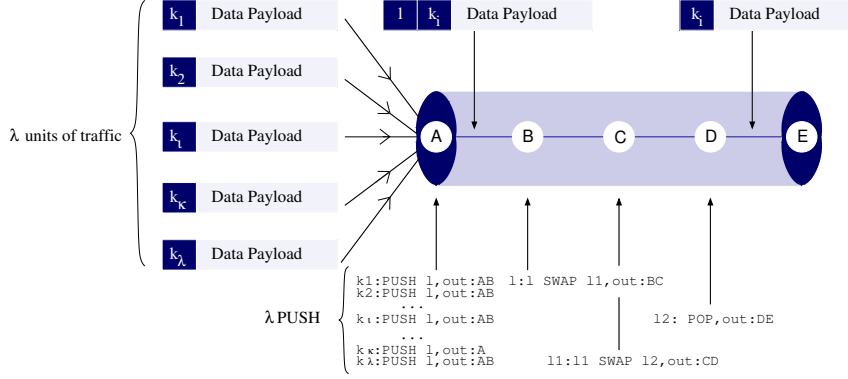 k1 Data Payload
l ki Data Payload
ki Data Payload
k2 Data Payload
λ units of traffic
kι Data Payload
A B C D E
kκ Data Payload
kλ Data Payload
λ PUSH
k1:PUSH l,out:AB
k2:PUSH l,out:AB
...
kι:PUSH l,out:AB
...
kκ:PUSH l,out:A
kλ:PUSH l,out:AB
l:l SWAP l1,out:BC
l1:l1 SWAP l2,out:CD
l2: POP,out:DE